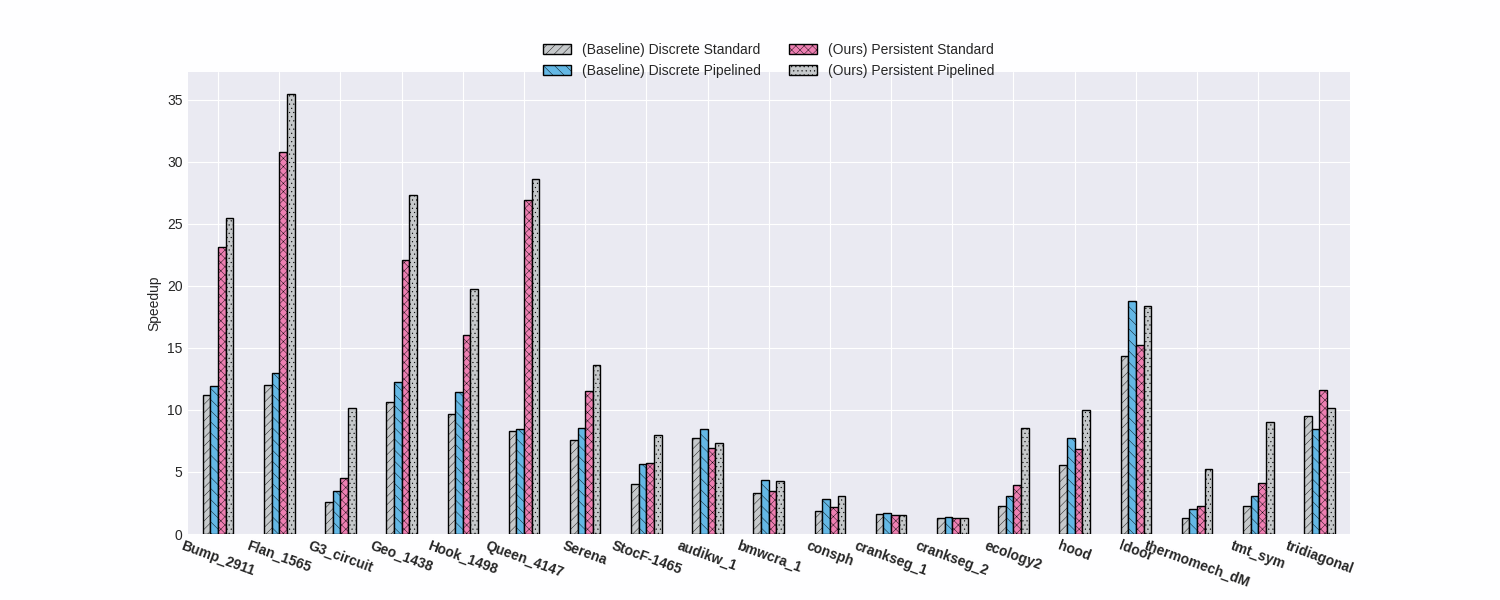 (Baseline) Discrete Standard
(Baseline) Discrete Pipelined
(Ours) Persistent Standard
(Ours) Persistent Pipelined
Speedup
35
30
25
20
15
10
5
0
Bump_2911
Flan_1565
G3_circuit
Geo_1438
Hook_1498
Queen_4147
Serena
StocF-1465
audikw_1
bmwcra_1
consph
crankseg_1
crankseg_2
ecology2
hood
ldoor
thermomech_dM
tmt_sym
tridiagonal